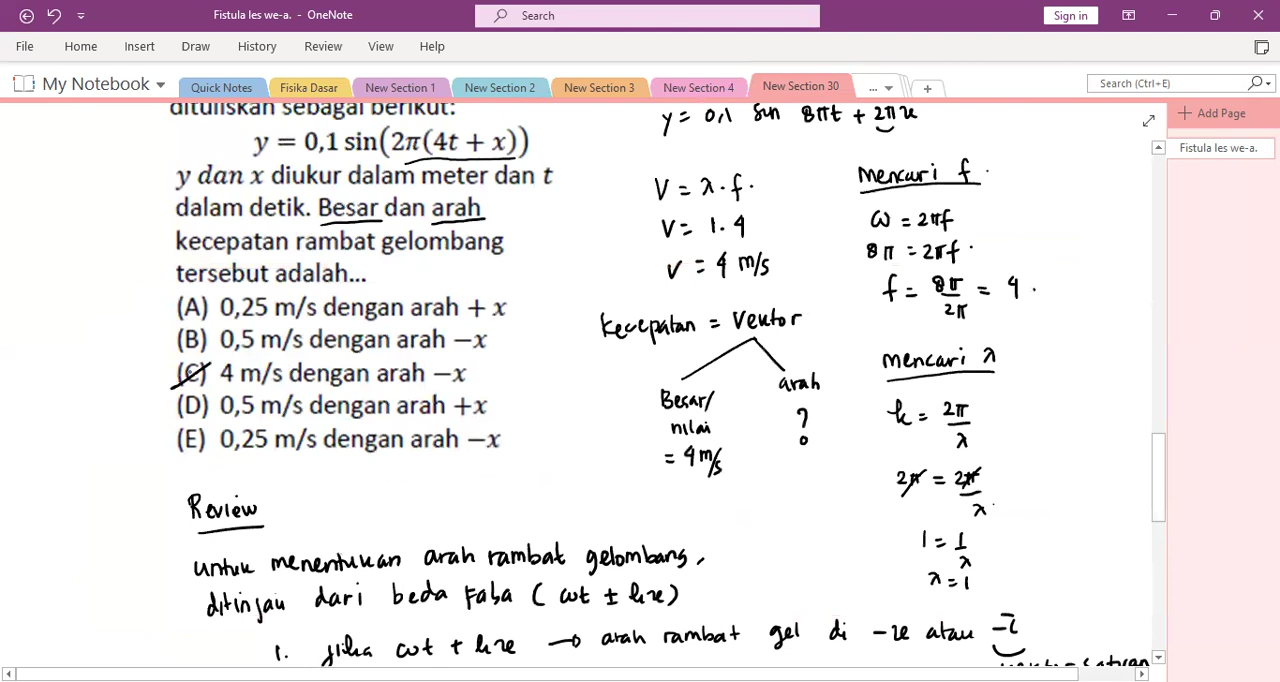 Fistula les we-a. - OneNote
Search
Sign in
File Home Insert Draw History Review View Help
My Notebook
Quick Notes Fisika Dasar New Section 1 New Section 2 New Section 3 New Section 4 New Section 30 ...
Search (Ctrl+E)
Add Page
Fistula les we-a.
dituliskan sebagai berikut:
y = 0,1 sin(2π(4t + x))
y dan x diukur dalam meter dan t
dalam detik. Besar dan arah
kecepatan rambat gelombang
tersebut adalah...
(A) 0,25 m/s dengan arah + x
(B) 0,5 m/s dengan arah −x
(C) 4 m/s dengan arah −x
(D) 0,5 m/s dengan arah +x
(E) 0,25 m/s dengan arah −x
y = 0,1 sin 8πt + 2πx
V = λ . f .
V = 1 . 4
V = 4 m/s
Kecepatan = Vektor
Besar/
nilai
= 4 m/s
arah
?
Mencari f
ω = 2πf
8π = 2πf
f = 8π/2π = 4
mencari λ
k = 2π/λ
2π = 2π/λ
1 = 1/λ
λ = 1
Review
untuk menentukan arah rambat gelombang,
ditinjau dari beda fasa (ωt ± kx)
1. jika ωt + kx → arah rambat gel di -x atau -i